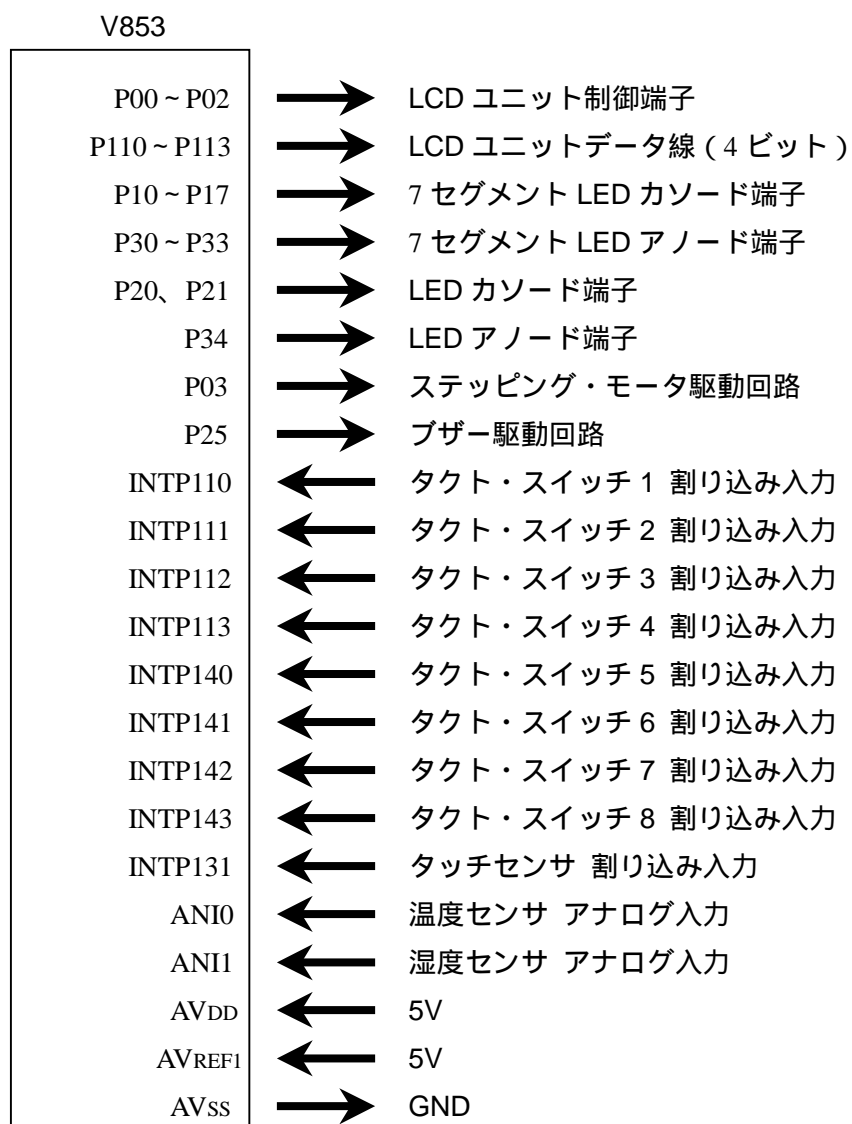 V853
P00~P02 LCD ユニット制御端子
P110~P113 LCD ユニットデータ線(4 ビット)
P10~P17 7 セグメント LED カソード端子
P30~P33 7 セグメント LED アノード端子
P20、P21 LED カソード端子
P34 LED アノード端子
P03 ステッピング・モータ駆動回路
P25 ブザー駆動回路
INTP110 タクト・スイッチ 1 割り込み入力
INTP111 タクト・スイッチ 2 割り込み入力
INTP112 タクト・スイッチ 3 割り込み入力
INTP113 タクト・スイッチ 4 割り込み入力
INTP140 タクト・スイッチ 5 割り込み入力
INTP141 タクト・スイッチ 6 割り込み入力
INTP142 タクト・スイッチ 7 割り込み入力
INTP143 タクト・スイッチ 8 割り込み入力
INTP131 タッチセンサ 割り込み入力
ANI0 温度センサ アナログ入力
ANI1 湿度センサ アナログ入力
AVDD 5V
AVREF1 5V
AVSS GND